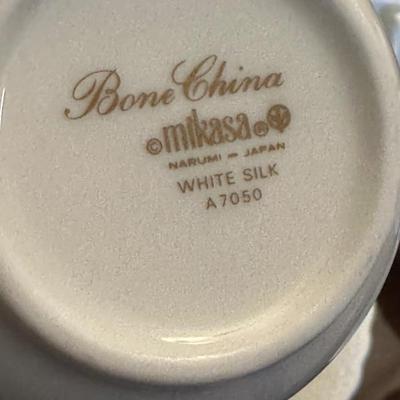 Bone China
©mikasa®
NARUMI – JAPAN
WHITE SILK
A7050